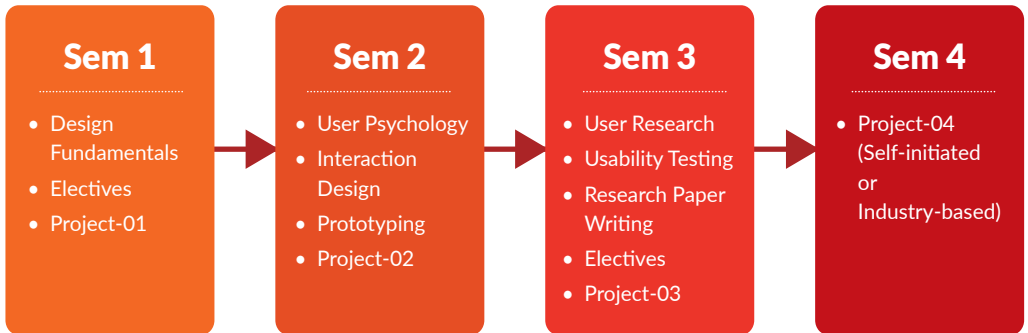 Sem 1
• Design
Fundamentals
• Electives
• Project-01
Sem 2
• User Psychology
• Interaction
Design
• Prototyping
• Project-02
Sem 3
• User Research
• Usability Testing
• Research Paper
Writing
• Electives
• Project-03
Sem 4
• Project-04
(Self-initiated
or
Industry-based)